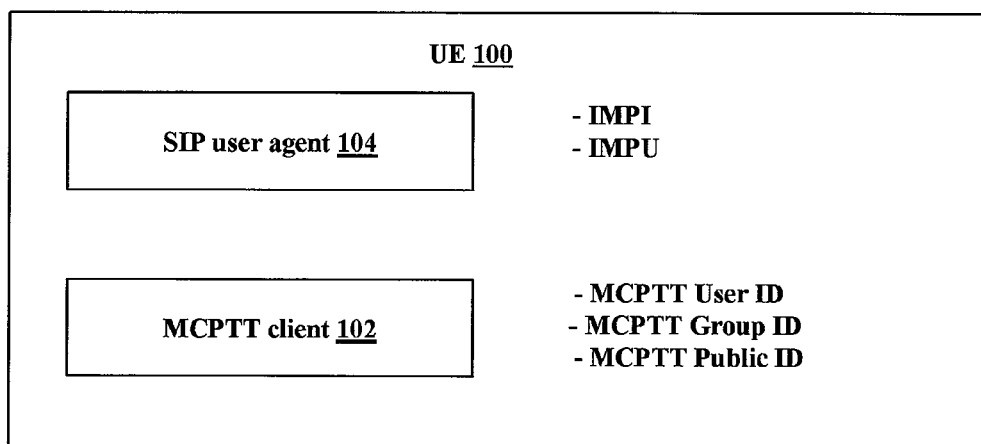 UE 100
SIP user agent 104
- IMPI
- IMPU
MCPTT client 102
- MCPTT User ID
- MCPTT Group ID
- MCPTT Public ID